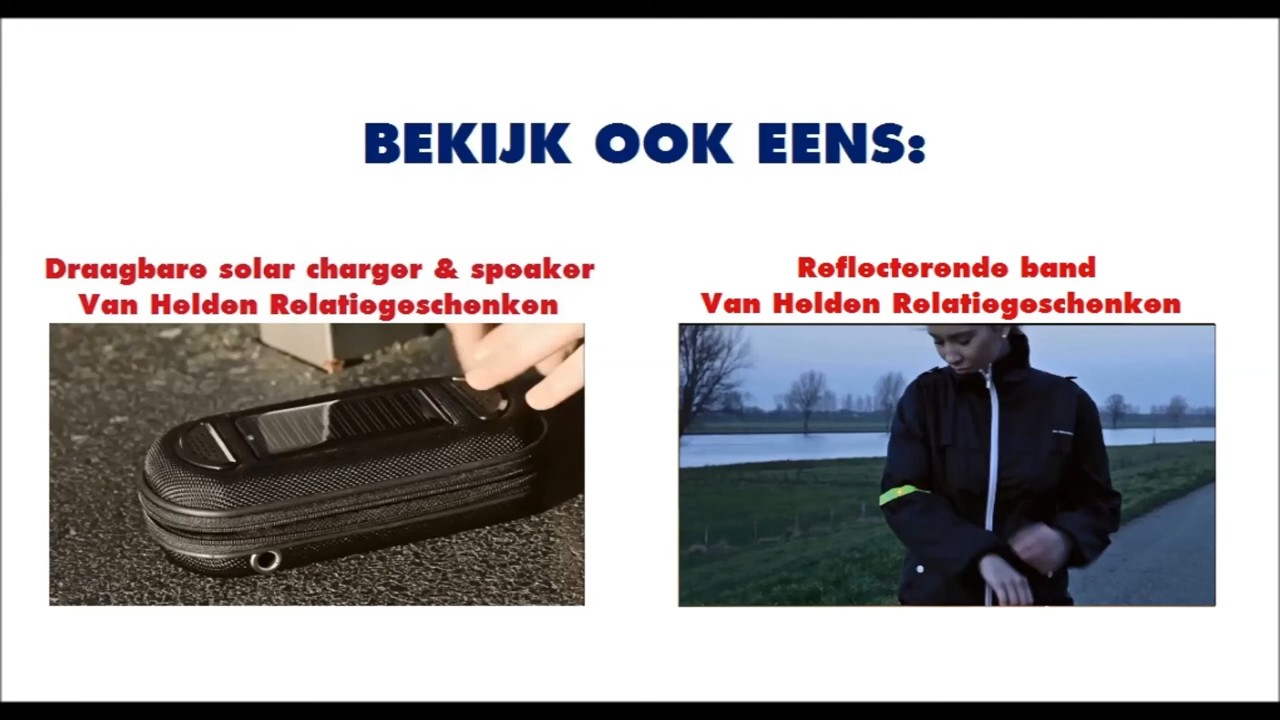 BEKIJK OOK EENS:
Draagbare solar charger & speaker
Van Helden Relatiegeschenken
Reflecterende band
Van Helden Relatiegeschenken